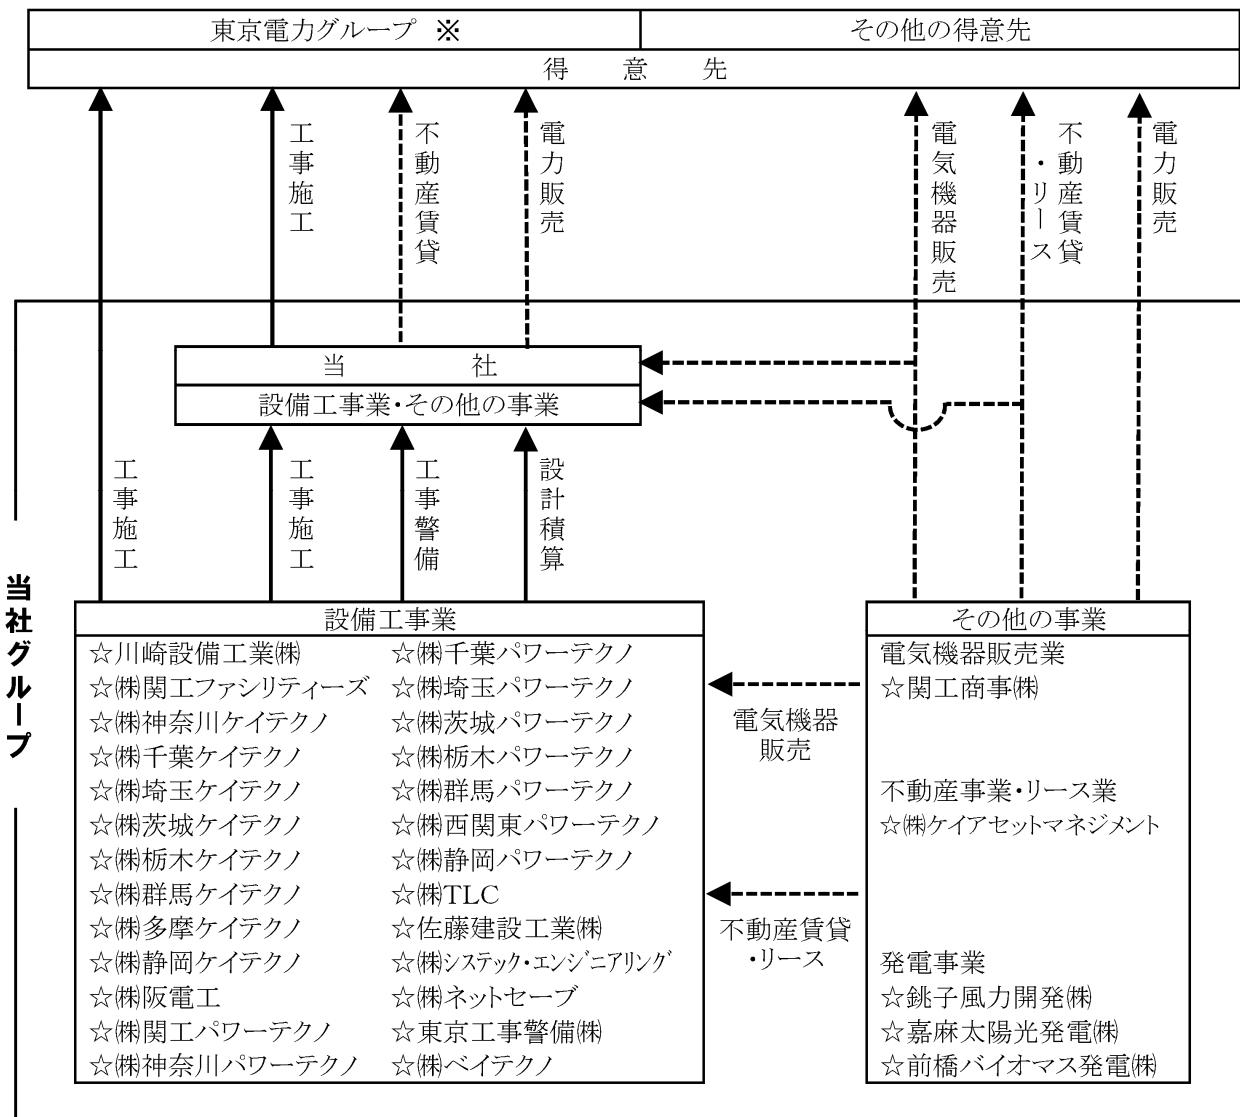 東京電力グループ ※
その他の得意先
得意先
工事施工
不動産賃貸
電力販売
電気機器販売
不動産賃貸
・リース
電力販売
当社
設備工事業・その他の事業
工事施工
工事施工
工事警備
設計積算
当社グループ
設備工事業
☆川崎設備工業㈱
☆㈱関工ファシリティーズ
☆㈱神奈川ケイテクノ
☆㈱千葉ケイテクノ
☆㈱埼玉ケイテクノ
☆㈱茨城ケイテクノ
☆㈱栃木ケイテクノ
☆㈱群馬ケイテクノ
☆㈱多摩ケイテクノ
☆㈱静岡ケイテクノ
☆㈱阪電工
☆㈱関工パワーテクノ
☆㈱神奈川パワーテクノ
☆㈱千葉パワーテクノ
☆㈱埼玉パワーテクノ
☆㈱茨城パワーテクノ
☆㈱栃木パワーテクノ
☆㈱群馬パワーテクノ
☆㈱西関東パワーテクノ
☆㈱静岡パワーテクノ
☆㈱TLC
☆佐藤建設工業㈱
☆㈱システック・エンジニアリング
☆㈱ネットセーブ
☆東京工事警備㈱
☆㈱ベイテクノ
電気機器
販売
不動産賃貸
・リース
その他の事業
電気機器販売業
☆関工商事㈱
不動産事業・リース業
☆㈱ケイアセットマネジメント
発電事業
☆銚子風力開発㈱
☆嘉麻太陽光発電㈱
☆前橋バイオマス発電㈱